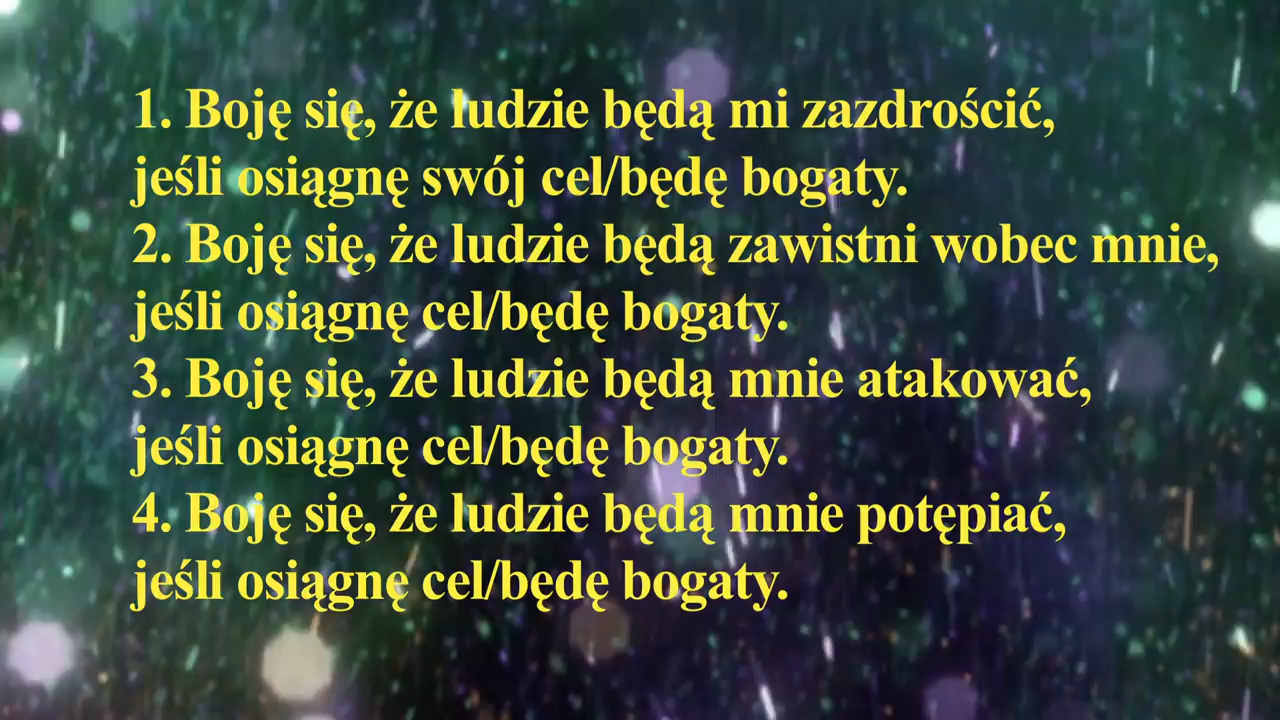 1. Boję się, że ludzie będą mi zazdrościć,
jeśli osiągnę swój cel/będę bogaty.
2. Boję się, że ludzie będą zawistni wobec mnie,
jeśli osiągnę cel/będę bogaty.
3. Boję się, że ludzie będą mnie atakować,
jeśli osiągnę cel/będę bogaty.
4. Boję się, że ludzie będą mnie potępiać,
jeśli osiągnę cel/będę bogaty.